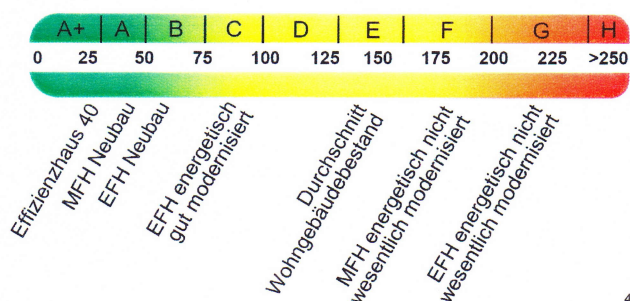 A+ A B C D E F G H
0 25 50 75 100 125 150 175 200 225 >250
Effizienzhaus 40
MFH Neubau
EFH Neubau
EFH energetisch
gut modernisiert
Durchschnitt
Wohngebäudebestand
MFH energetisch nicht
wesentlich modernisiert
EFH energetisch nicht
wesentlich modernisiert